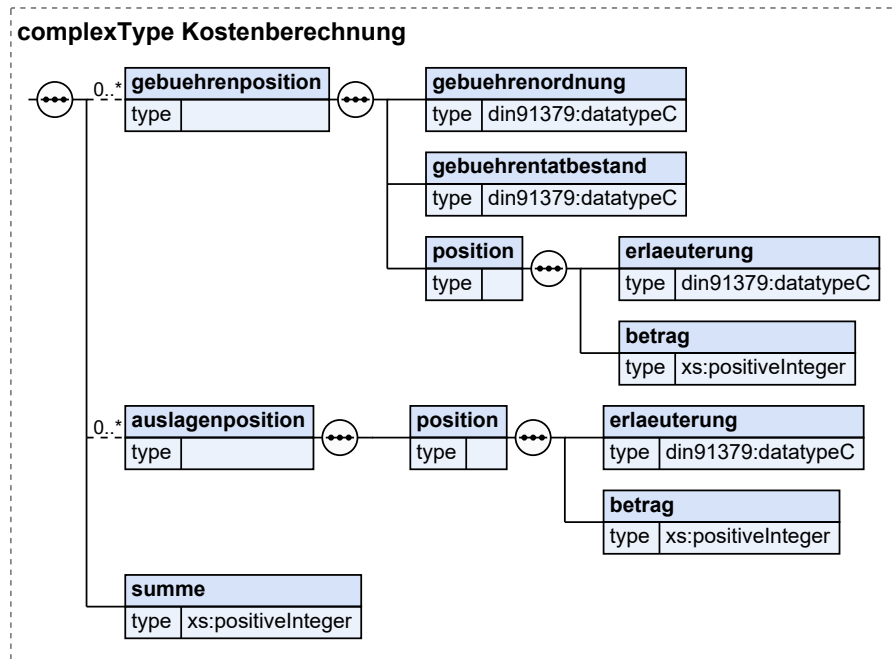 complexType Kostenberechnung
0..*
gebuehrenposition
type
gebuehrenordnung
type din91379:datatypeC
gebuehrentatbestand
type din91379:datatypeC
position
type
erlaeuterung
type din91379:datatypeC
betrag
type xs:positiveInteger
0..*
auslagenposition
type
position
type
erlaeuterung
type din91379:datatypeC
betrag
type xs:positiveInteger
summe
type xs:positiveInteger